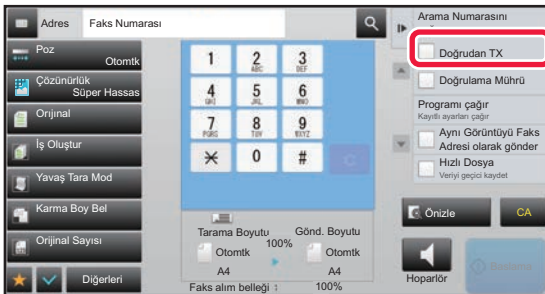 Adres
Faks Numarası
Poz
Otomtk
Çözünürlük
Süper Hassas
Orijinal
İş Oluştur
Yavaş Tara Mod
Karma Boy Bel
Orijinal Sayısı
Diğerleri
1
2
ABC
3
DEF
4
GHI
5
JKL
6
MNO
7
PQRS
8
TUV
9
WXYZ
0
#
C
Tarama Boyutu
100%
Gönd. Boyutu
Otomtk
Otomtk
A4
A4
Faks alım belleği :
100%
Arama Numarasını
Doğrudan TX
Doğrulama Mührü
Programı çağır
Kayıtlı ayarları çağır
Aynı Görüntüyü Faks
Adresi olarak gönder
Hızlı Dosya
Veriyi geçici kaydet
Önizle
CA
Hoparlör